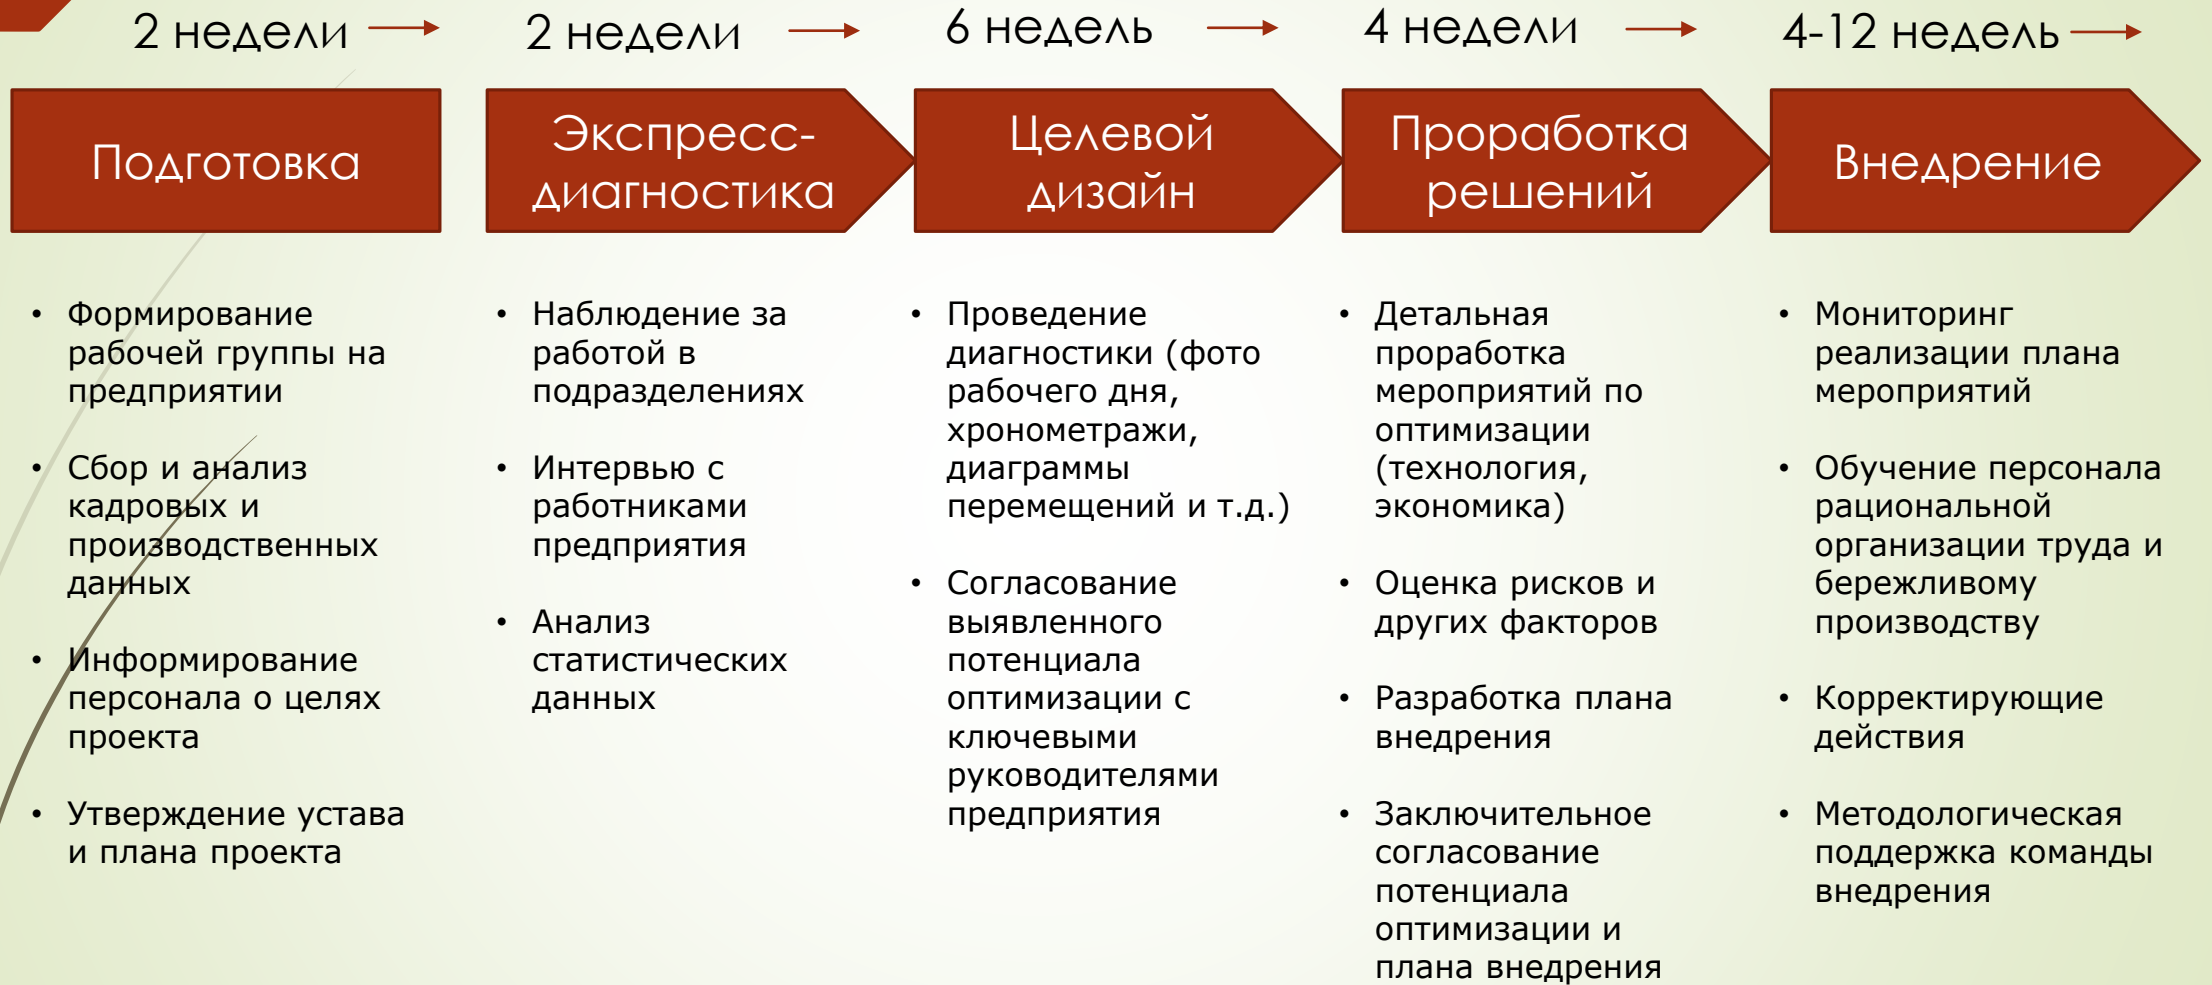 2 недели
2 недели
6 недель
4 недели
4-12 недель
Подготовка
Экспресс-
диагностика
Целевой
дизайн
Проработка
решений
Внедрение
• Формирование
рабочей группы на
предприятии
• Сбор и анализ
кадровых и
производственных
данных
• Информирование
персонала о целях
проекта
• Утверждение устава
и плана проекта
• Наблюдение за
работой в
подразделениях
• Интервью с
работниками
предприятия
• Анализ
статистических
данных
• Проведение
диагностики (фото
рабочего дня,
хронометражи,
диаграммы
перемещений и т.д.)
• Согласование
выявленного
потенциала
оптимизации с
ключевыми
руководителями
предприятия
• Детальная
проработка
мероприятий по
оптимизации
(технология,
экономика)
• Оценка рисков и
других факторов
• Разработка плана
внедрения
• Заключительное
согласование
потенциала
оптимизации и
плана внедрения
• Мониторинг
реализации плана
мероприятий
• Обучение персонала
рациональной
организации труда и
бережливому
производству
• Корректирующие
действия
• Методологическая
поддержка команды
внедрения